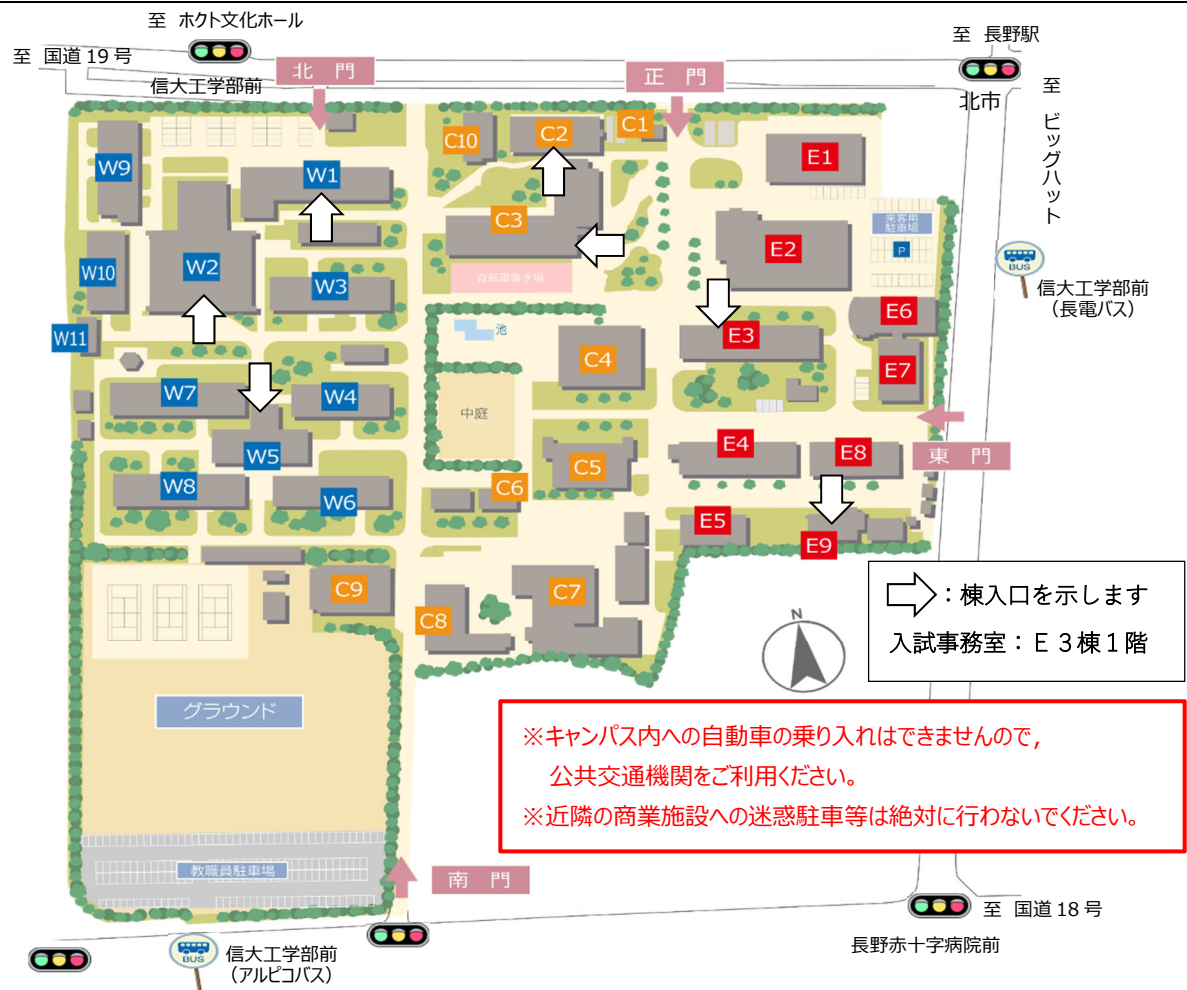 至 ホクト文化ホール
至 長野駅
至 国道19号
北 門
正 門
信大工学部前
北市
至 ビッグハット
C1
C2
C10
E1
W9
W1
C3
来客用
駐車場
P
W2
W10
W3
E2
自転車置き場
BUS
信大工学部前
(長電バス)
E6
W11
池
E3
C4
E7
W7
W4
中庭
W5
E4
E8
東 門
C5
W8
W6
C6
E5
E9
C9
C7
C8
N
:棟入口を示します
入試事務室:E3棟1階
グラウンド
※キャンパス内への自動車の乗り入れはできませんので,
公共交通機関をご利用ください。
※近隣の商業施設への迷惑駐車等は絶対に行わないでください。
教職員駐車場
南 門
至 国道18号
長野赤十字病院前
BUS
信大工学部前
(アルピコバス)